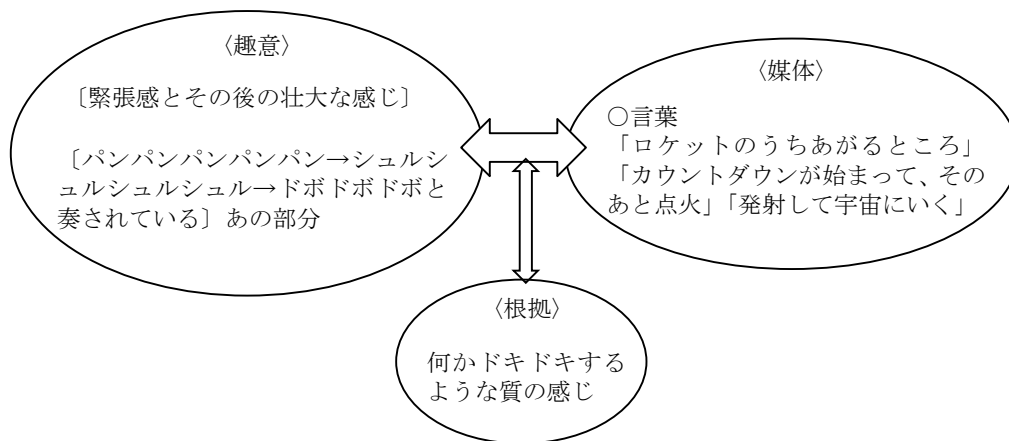 〈趣意〉
〔緊張感とその後の壮大な感じ〕
〔パンパンパンパンパン→シュルシ
ュルシュルシュル→ドボドボドボと
奏されている〕あの部分
〈媒体〉
○言葉
「ロケットのうちあがるところ」
「カウントダウンが始まって、その
あと点火」「発射して宇宙にいく」
〈根拠〉
何かドキドキする
ような質の感じ